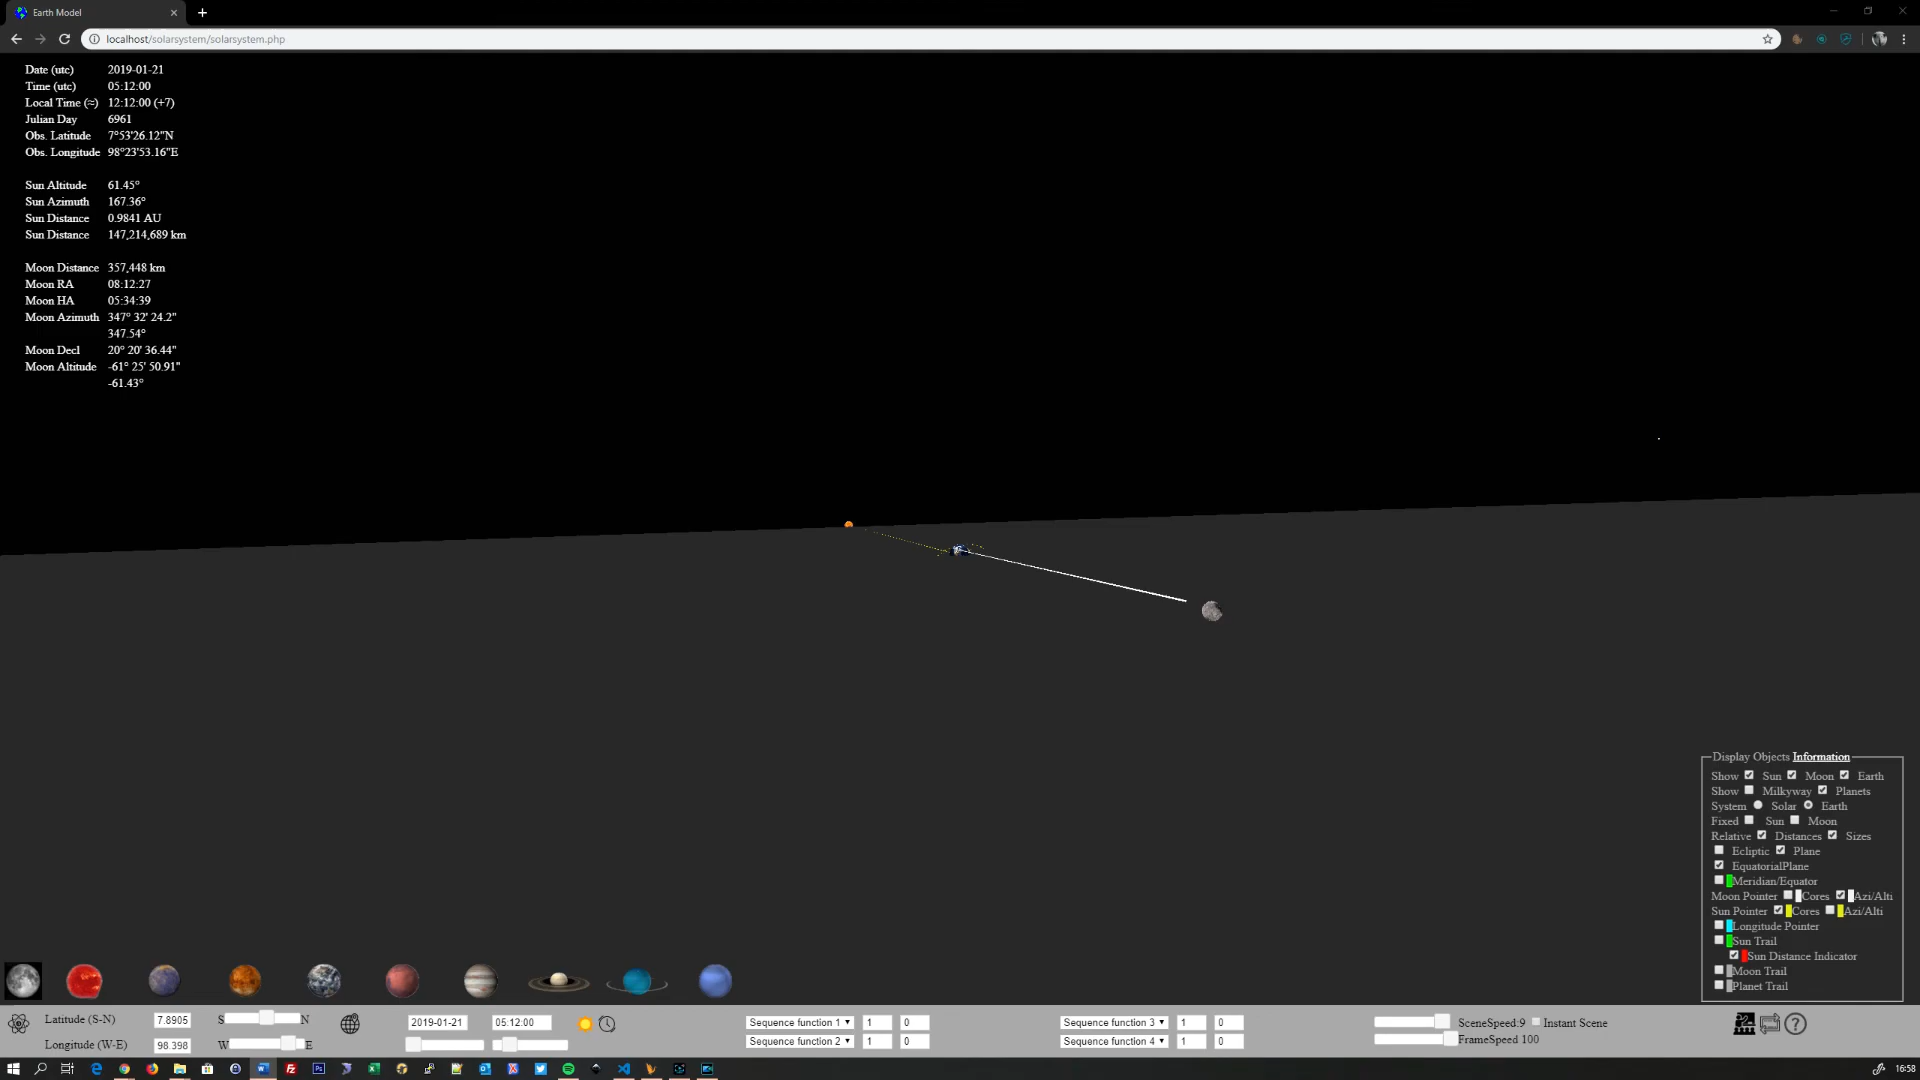 Earth Model
localhost/solarsystem/solarsystem.php
Date (utc) 2019-01-21
Time (utc) 05:12:00
Local Time (≈) 12:12:00 (+7)
Julian Day 6961
Obs. Latitude 7°53'26.12"N
Obs. Longitude 98°23'53.16"E
Sun Altitude 61.45°
Sun Azimuth 167.36°
Sun Distance 0.9841 AU
Sun Distance 147,214,689 km
Moon Distance 357,448 km
Moon RA 08:12:27
Moon HA 05:34:39
Moon Azimuth 347° 32' 24.2"
347.54°
Moon Decl 20° 20' 36.44"
Moon Altitude -61° 25' 50.91"
-61.43°
Display Objects Information
Show Sun Moon Earth
Show Milkyway Planets
System Solar Earth
Fixed Sun Moon
Relative Distances Sizes
Ecliptic Plane
EquatorialPlane
Meridian/Equator
Moon Pointer Cores Azi/Alti
Sun Pointer Cores Azi/Alti
Longitude Pointer
Sun Trail
Sun Distance Indicator
Moon Trail
Planet Trail
Latitude (S-N) 7.8905 S N 2019-01-21 05:12:00 Sequence function 1 1 0 Sequence function 3 1 0 SceneSpeed:9 Instant Scene
Longitude (W-E) 98.398 W E Sequence function 2 1 0 Sequence function 4 1 0 FrameSpeed 100
16:58